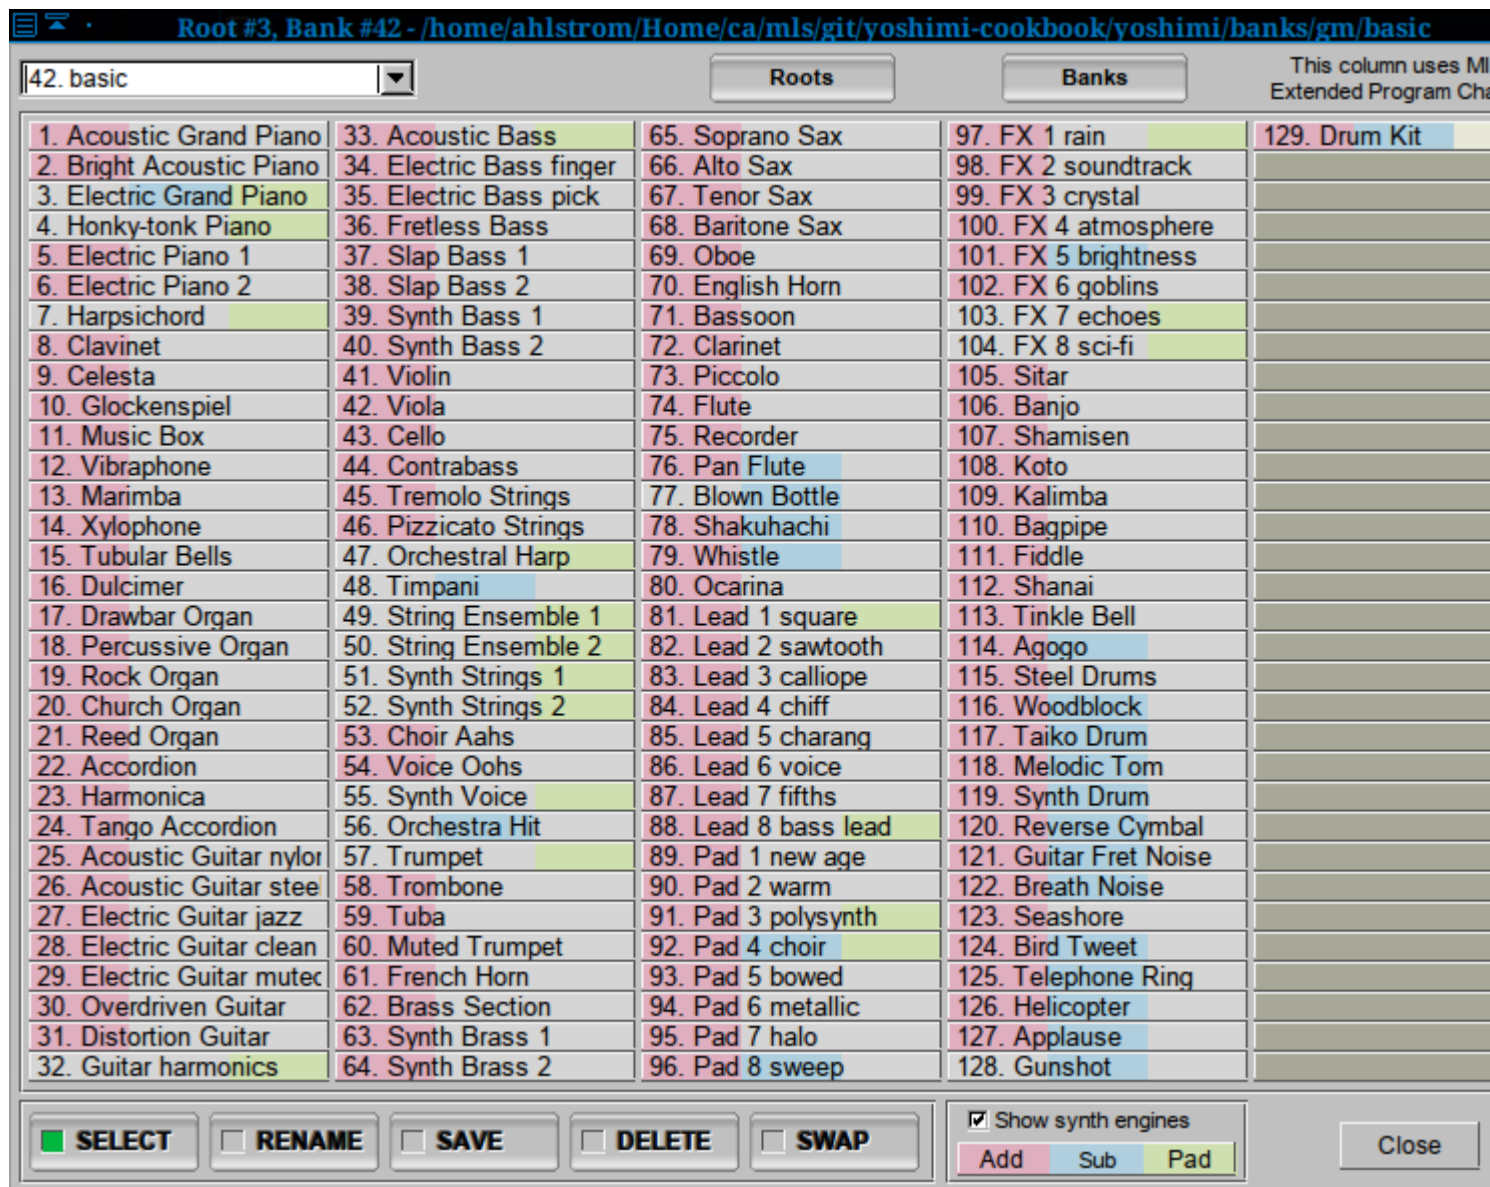 Root #3, Bank #42 - /home/ahlstrom/Home/ca/mls/git/yoshimi-cookbook/yoshimi/banks/gm/basic
42. basic
Roots
Banks
This column uses MI
Extended Program Cha
1. Acoustic Grand Piano
2. Bright Acoustic Piano
3. Electric Grand Piano
4. Honky-tonk Piano
5. Electric Piano 1
6. Electric Piano 2
7. Harpsichord
8. Clavinet
9. Celesta
10. Glockenspiel
11. Music Box
12. Vibraphone
13. Marimba
14. Xylophone
15. Tubular Bells
16. Dulcimer
17. Drawbar Organ
18. Percussive Organ
19. Rock Organ
20. Church Organ
21. Reed Organ
22. Accordion
23. Harmonica
24. Tango Accordion
25. Acoustic Guitar nylor
26. Acoustic Guitar steel
27. Electric Guitar jazz
28. Electric Guitar clean
29. Electric Guitar mutec
30. Overdriven Guitar
31. Distortion Guitar
32. Guitar harmonics
33. Acoustic Bass
34. Electric Bass finger
35. Electric Bass pick
36. Fretless Bass
37. Slap Bass 1
38. Slap Bass 2
39. Synth Bass 1
40. Synth Bass 2
41. Violin
42. Viola
43. Cello
44. Contrabass
45. Tremolo Strings
46. Pizzicato Strings
47. Orchestral Harp
48. Timpani
49. String Ensemble 1
50. String Ensemble 2
51. Synth Strings 1
52. Synth Strings 2
53. Choir Aahs
54. Voice Oohs
55. Synth Voice
56. Orchestra Hit
57. Trumpet
58. Trombone
59. Tuba
60. Muted Trumpet
61. French Horn
62. Brass Section
63. Synth Brass 1
64. Synth Brass 2
65. Soprano Sax
66. Alto Sax
67. Tenor Sax
68. Baritone Sax
69. Oboe
70. English Horn
71. Bassoon
72. Clarinet
73. Piccolo
74. Flute
75. Recorder
76. Pan Flute
77. Blown Bottle
78. Shakuhachi
79. Whistle
80. Ocarina
81. Lead 1 square
82. Lead 2 sawtooth
83. Lead 3 calliope
84. Lead 4 chiff
85. Lead 5 charang
86. Lead 6 voice
87. Lead 7 fifths
88. Lead 8 bass lead
89. Pad 1 new age
90. Pad 2 warm
91. Pad 3 polysynth
92. Pad 4 choir
93. Pad 5 bowed
94. Pad 6 metallic
95. Pad 7 halo
96. Pad 8 sweep
97. FX 1 rain
98. FX 2 soundtrack
99. FX 3 crystal
100. FX 4 atmosphere
101. FX 5 brightness
102. FX 6 goblins
103. FX 7 echoes
104. FX 8 sci-fi
105. Sitar
106. Banjo
107. Shamisen
108. Koto
109. Kalimba
110. Bagpipe
111. Fiddle
112. Shanai
113. Tinkle Bell
114. Agogo
115. Steel Drums
116. Woodblock
117. Taiko Drum
118. Melodic Tom
119. Synth Drum
120. Reverse Cymbal
121. Guitar Fret Noise
122. Breath Noise
123. Seashore
124. Bird Tweet
125. Telephone Ring
126. Helicopter
127. Applause
128. Gunshot
129. Drum Kit
SELECT
RENAME
SAVE
DELETE
SWAP
Show synth engines
Add
Sub
Pad
Close